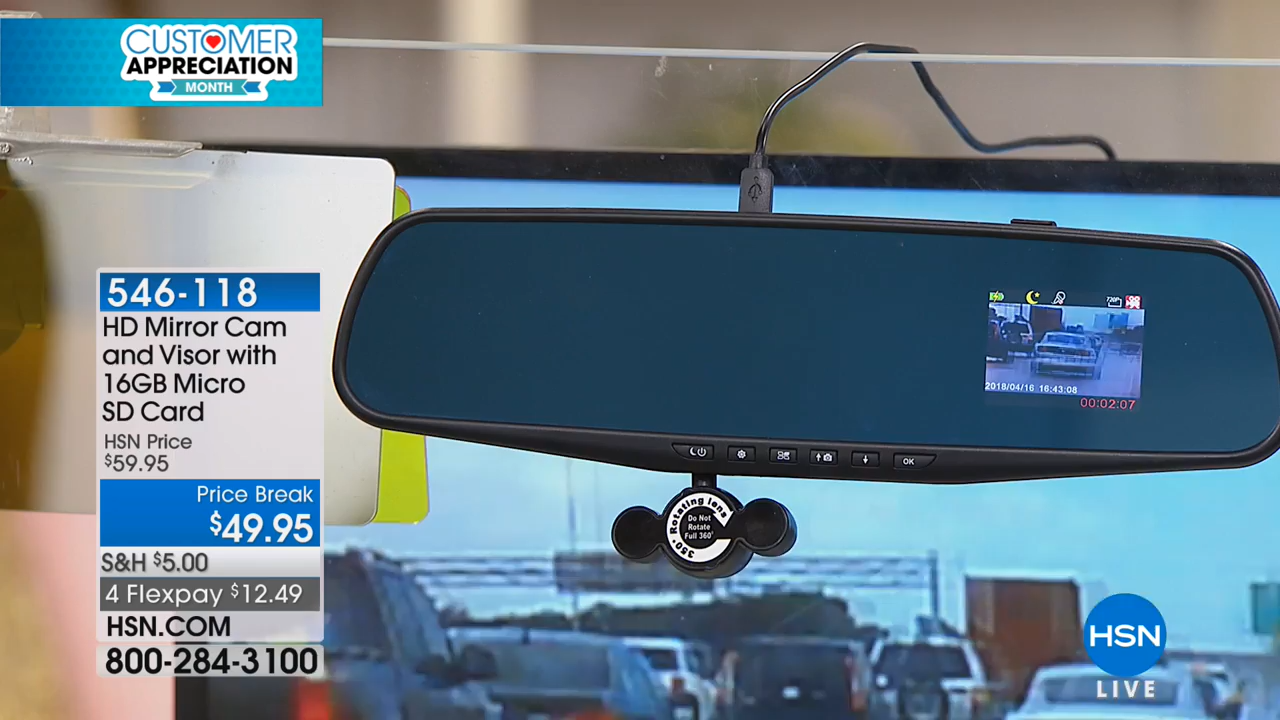 CUSTOMER
APPRECIATION
MONTH
546-118
HD Mirror Cam
and Visor with
16GB Micro
SD Card
HSN Price
$59.95
Price Break
$49.95
S&H $5.00
4 Flexpay $12.49
HSN.COM
800-284-3100
720P
2018/04/16 16:43:08
00:02:07
OK
350° Rotating lens
Do Not
Rotate
Full 360°
HSN
LIVE